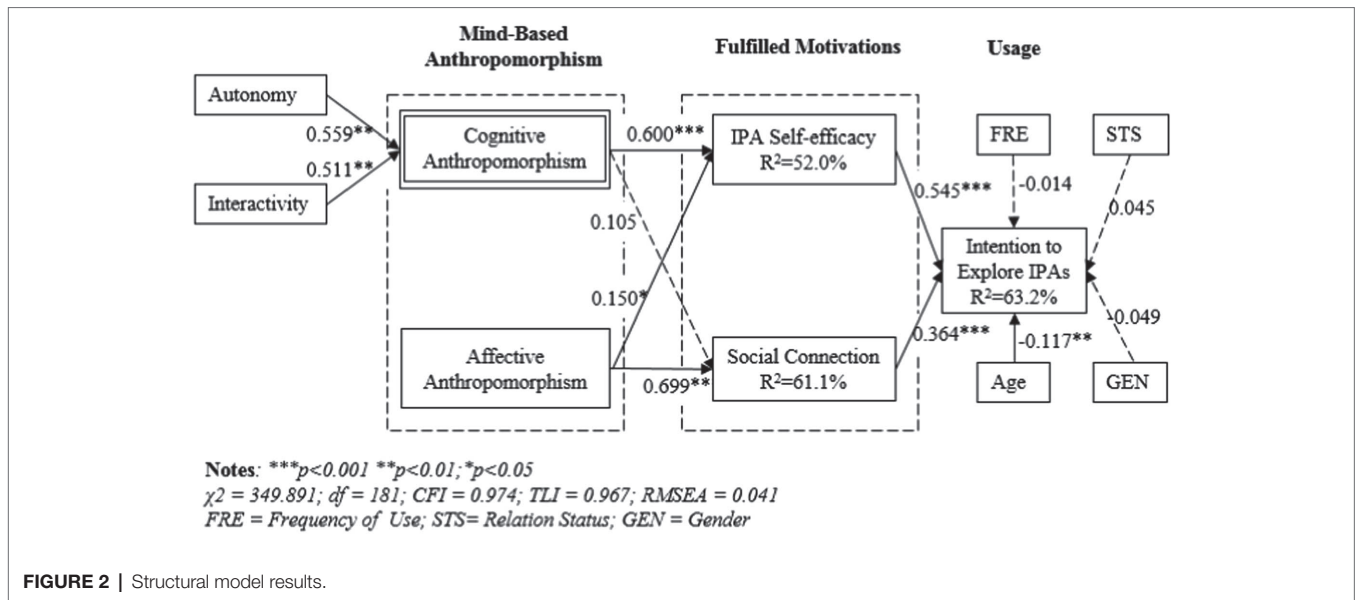 Mind-Based
Anthropomorphism
Fulfilled Motivations
Usage
Autonomy
0.559**
0.511**
Interactivity
Cognitive
Anthropomorphism
0.600***
0.105
0.150*
Affective
Anthropomorphism
0.699**
IPA Self-efficacy
R²=52.0%
Social Connection
R²=61.1%
0.545***
0.364***
FRE
STS
-0.014
0.045
Intention to
Explore IPAs
R²=63.2%
-0.117**
-0.049
Age
GEN
Notes: ***p<0.001 **p<0.01;*p<0.05
χ2 = 349.891; df = 181; CFI = 0.974; TLI = 0.967; RMSEA = 0.041
FRE = Frequency of Use; STS= Relation Status; GEN = Gender
FIGURE 2 | Structural model results.